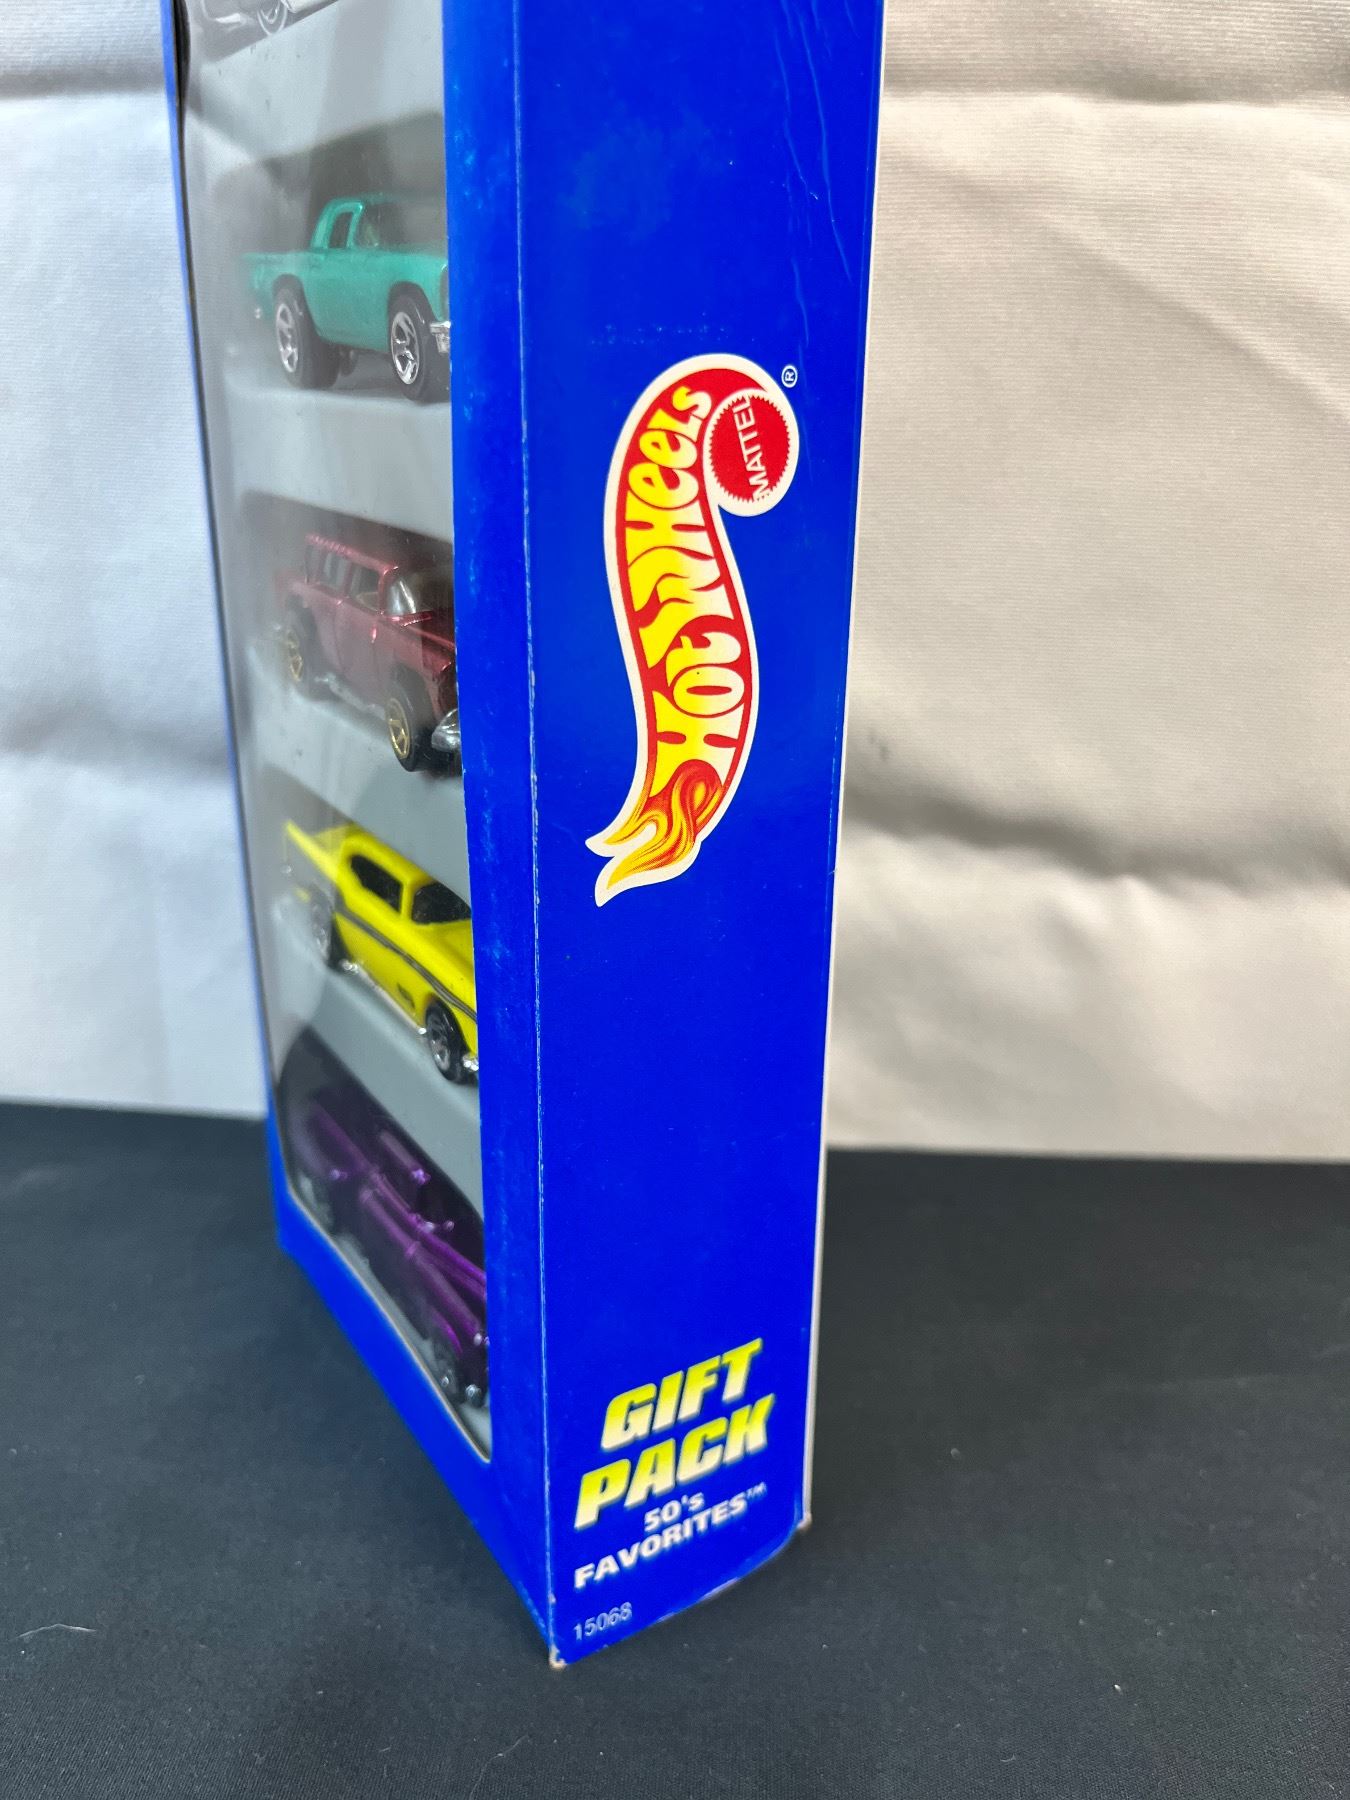 Hot Wheels
MATTEL
®
GIFT
PACK
50's
FAVORITES™
15068